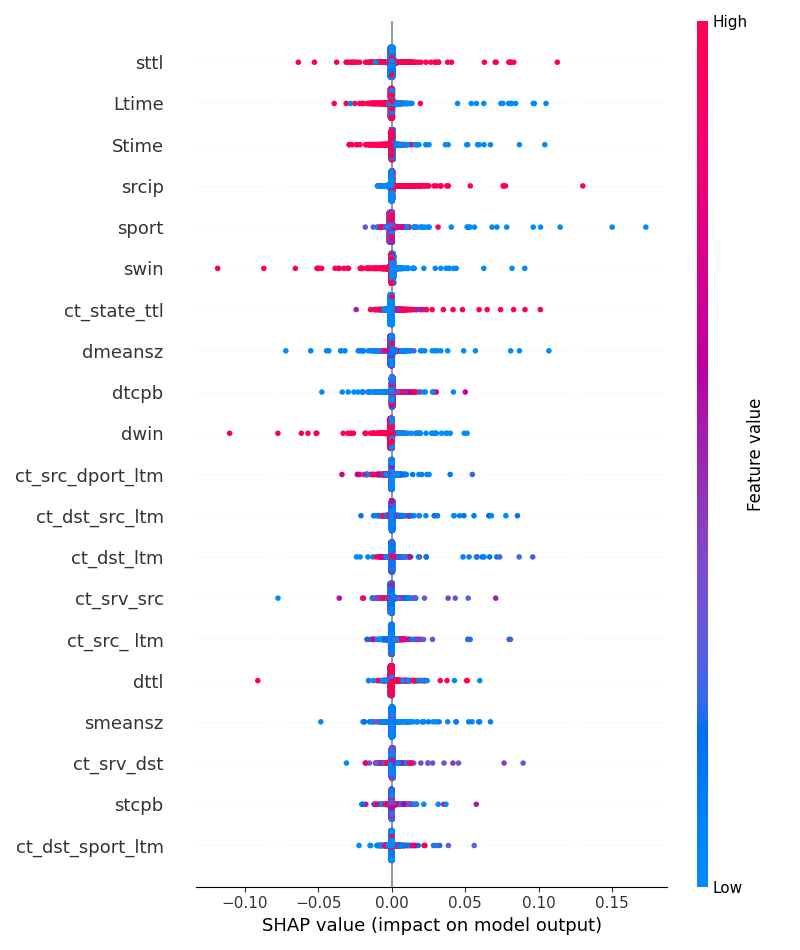 High
sttl
Ltime
Stime
srcip
sport
swin
ct_state_ttl
dmeansz
dtcpb
dwin
ct_src_dport_ltm
ct_dst_src_ltm
ct_dst_ltm
ct_srv_src
ct_src_ ltm
dttl
smeansz
ct_srv_dst
stcpb
ct_dst_sport_ltm
Feature value
Low
−0.10 −0.05 0.00 0.05 0.10 0.15
SHAP value (impact on model output)